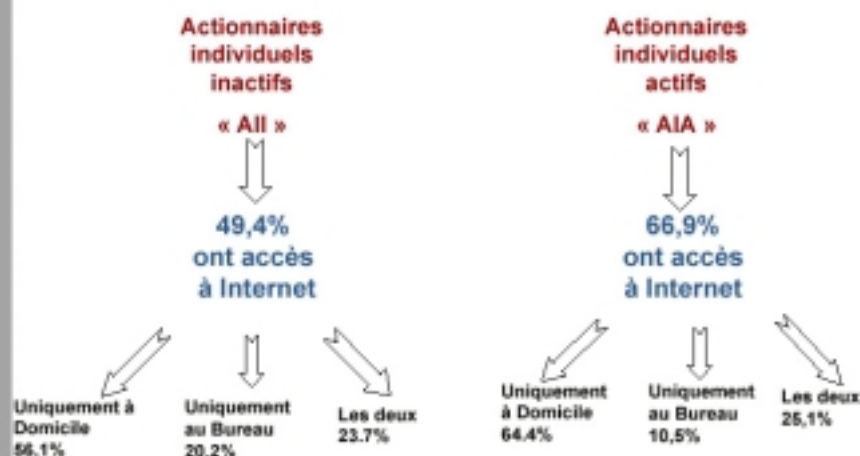 Actionnaires
individuels
inactifs
« AII »
49,4%
ont accès
à Internet
Uniquement à
Domicile
56.1%
Uniquement
au Bureau
20.2%
Les deux
23.7%
Actionnaires
individuels
actifs
« AIA »
66,9%
ont accès
à Internet
Uniquement
à Domicile
64.4%
Uniquement
au Bureau
10,5%
Les deux
25,1%